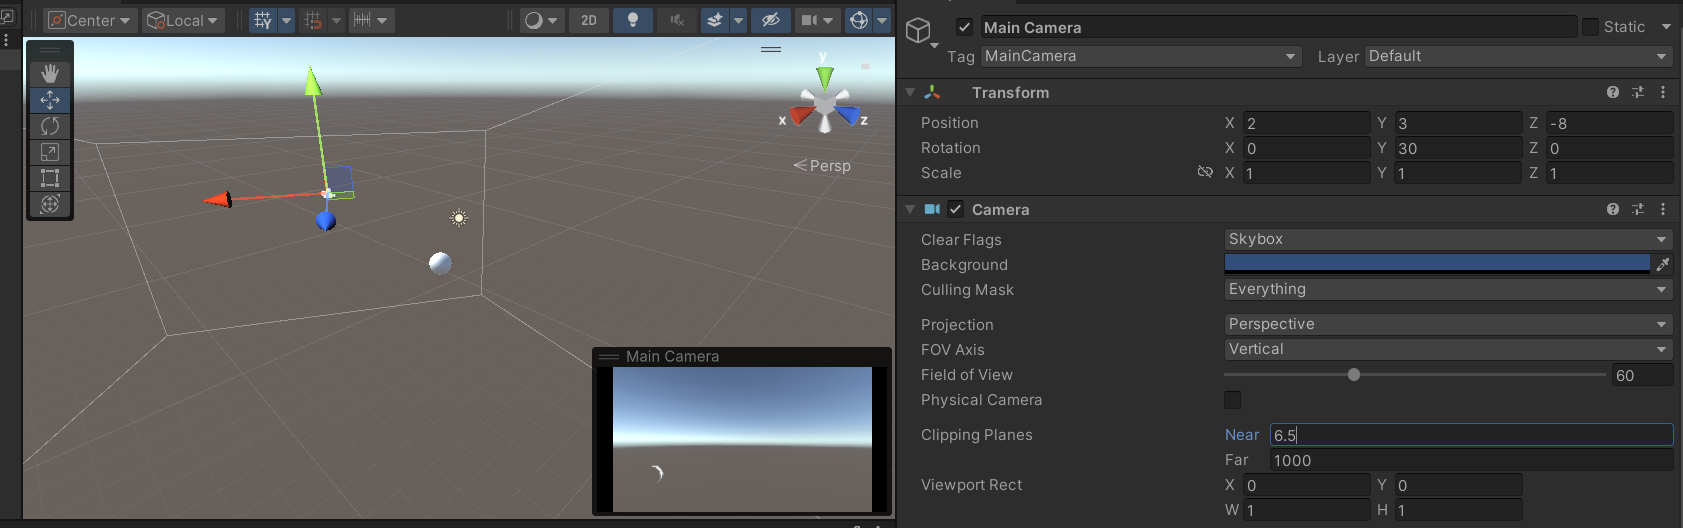 Center Local 2D
y
x z
Persp
Main Camera
Main Camera Static
Tag MainCamera Layer Default
Transform
Position X 2 Y 3 Z -8
Rotation X 0 Y 30 Z 0
Scale X 1 Y 1 Z 1
Camera
Clear Flags Skybox
Background
Culling Mask Everything
Projection Perspective
FOV Axis Vertical
Field of View 60
Physical Camera
Clipping Planes Near 6.5
Far 1000
Viewport Rect X 0 Y 0
W 1 H 1